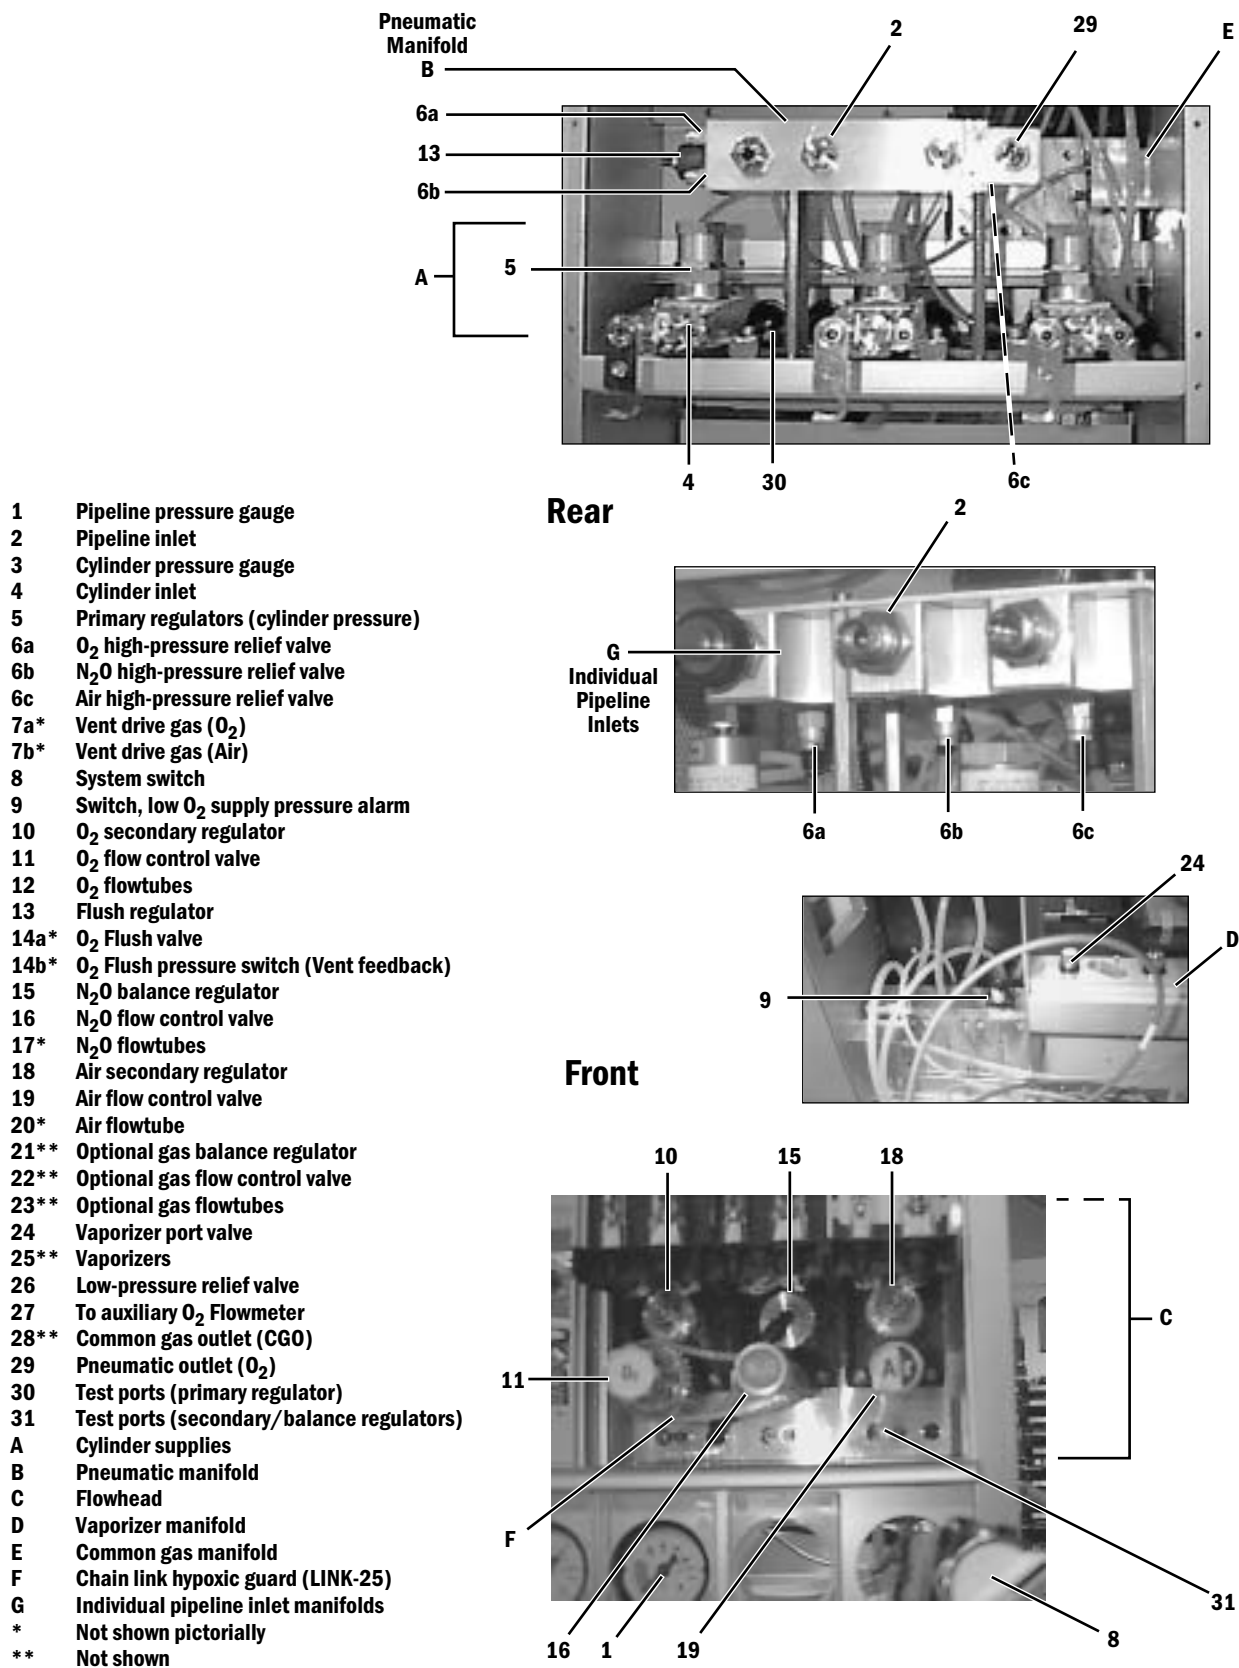 Pneumatic
Manifold
B
2
29
E
6a
13
6b
A
5
4
30
6c
Rear
2
G
Individual
Pipeline
Inlets
6a
6b
6c
24
D
9
Front
10
15
18
C
11
F
16
1
19
8
31
1 Pipeline pressure gauge
2 Pipeline inlet
3 Cylinder pressure gauge
4 Cylinder inlet
5 Primary regulators (cylinder pressure)
6a O2 high-pressure relief valve
6b N2O high-pressure relief valve
6c Air high-pressure relief valve
7a* Vent drive gas (O2)
7b* Vent drive gas (Air)
8 System switch
9 Switch, low O2 supply pressure alarm
10 O2 secondary regulator
11 O2 flow control valve
12 O2 flowtubes
13 Flush regulator
14a* O2 Flush valve
14b* O2 Flush pressure switch (Vent feedback)
15 N2O balance regulator
16 N2O flow control valve
17* N2O flowtubes
18 Air secondary regulator
19 Air flow control valve
20* Air flowtube
21** Optional gas balance regulator
22** Optional gas flow control valve
23** Optional gas flowtubes
24 Vaporizer port valve
25** Vaporizers
26 Low-pressure relief valve
27 To auxiliary O2 Flowmeter
28** Common gas outlet (CGO)
29 Pneumatic outlet (O2)
30 Test ports (primary regulator)
31 Test ports (secondary/balance regulators)
A Cylinder supplies
B Pneumatic manifold
C Flowhead
D Vaporizer manifold
E Common gas manifold
F Chain link hypoxic guard (LINK-25)
G Individual pipeline inlet manifolds
* Not shown pictorially
** Not shown